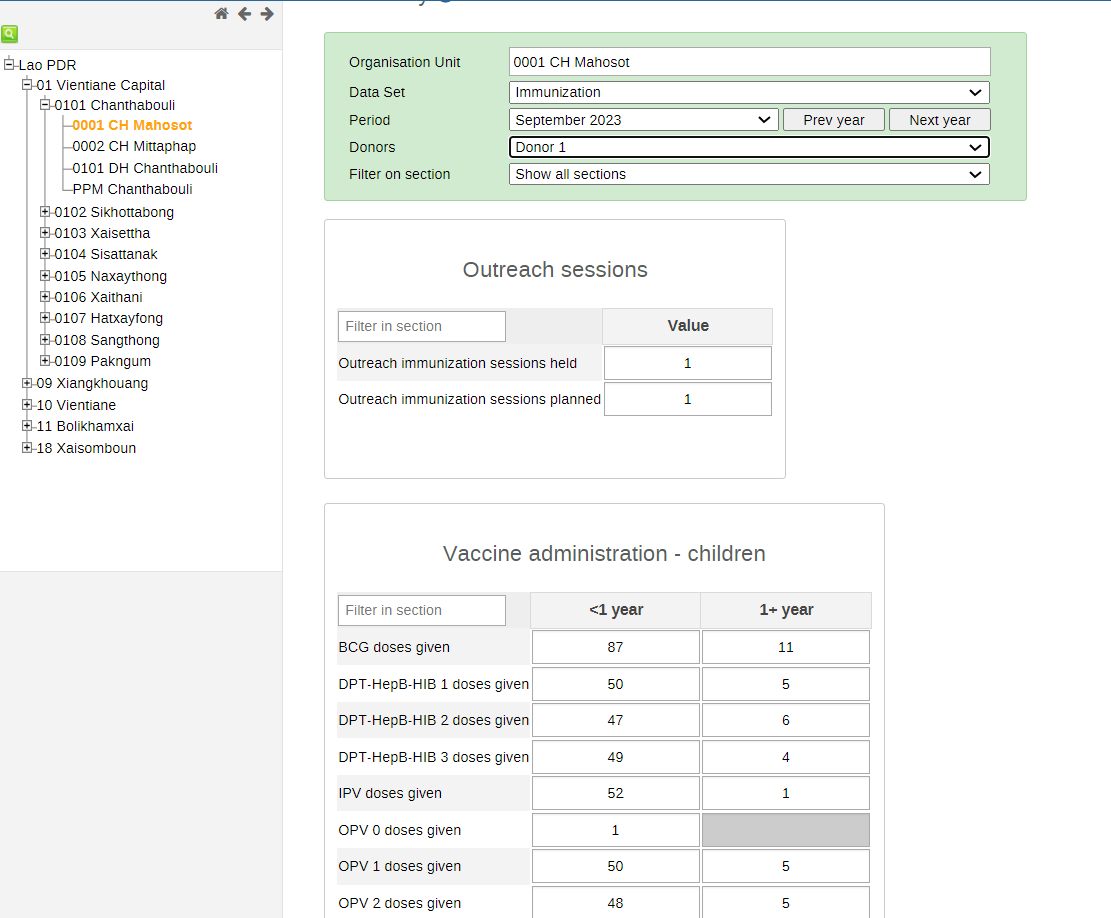 Lao PDR
01 Vientiane Capital
0101 Chanthabouli
0001 CH Mahosot
0002 CH Mittaphap
0101 DH Chanthabouli
PPM Chanthabouli
0102 Sikhottabong
0103 Xaisettha
0104 Sisattanak
0105 Naxaythong
0106 Xaithani
0107 Hatxayfong
0108 Sangthong
0109 Pakngum
09 Xiangkhouang
10 Vientiane
11 Bolikhamxai
18 Xaisomboun
Organisation Unit 0001 CH Mahosot
Data Set Immunization
Period September 2023 Prev year Next year
Donors Donor 1
Filter on section Show all sections
Outreach sessions
Filter in section Value
Outreach immunization sessions held 1
Outreach immunization sessions planned 1
Vaccine administration - children
Filter in section <1 year 1+ year
BCG doses given 87 11
DPT-HepB-HIB 1 doses given 50 5
DPT-HepB-HIB 2 doses given 47 6
DPT-HepB-HIB 3 doses given 49 4
IPV doses given 52 1
OPV 0 doses given 1
OPV 1 doses given 50 5
OPV 2 doses given 48 5